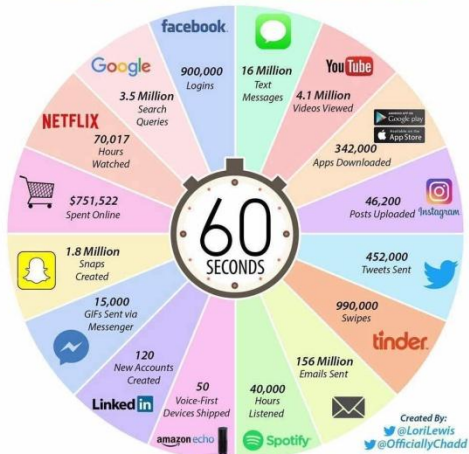 facebook
900,000
Logins
16 Million
Text
Messages
YouTube
4.1 Million
Videos Viewed
ANDROID APP ON
Google play
Available on the
App Store
342,000
Apps Downloaded
46,200
Posts Uploaded
Instagram
452,000
Tweets Sent
990,000
Swipes
tinder
156 Million
Emails Sent
40,000
Hours
Listened
Spotify
50
Voice-First
Devices Shipped
amazon echo
120
New Accounts
Created
Linked in
15,000
GIFs Sent via
Messenger
1.8 Million
Snaps
Created
$751,522
Spent Online
NETFLIX
70,017
Hours
Watched
Google
3.5 Million
Search
Queries
60
SECONDS
Created By:
@LoriLewis
@OfficiallyChadd